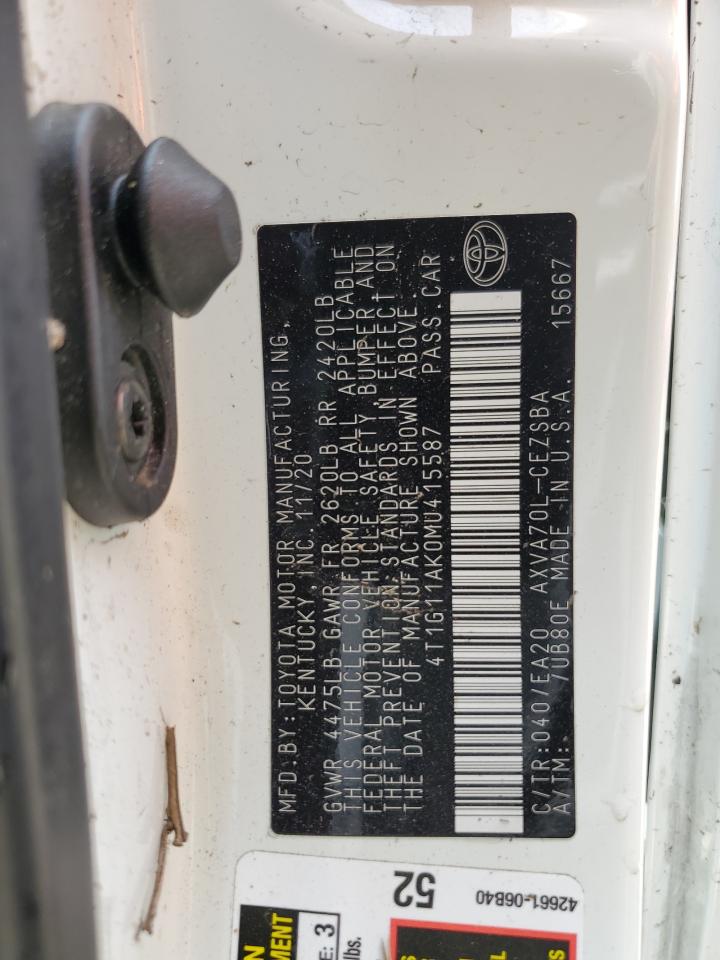 MFD.BY:TOYOTA MOTOR MANUFACTURING,
KENTUCKY, INC. 11/20
GVWR 4475LB GAWR FR 2620LB RR 2420LB
THIS VEHICLE CONFORMS TO ALL APPLICABLE
FEDERAL MOTOR VEHICLE SAFETY, BUMPER AND
THEFT PREVENTION STANDARDS IN EFFECT ON
THE DATE OF MANUFACTURE SHOWN ABOVE.
4T1G11AK0MU415587 PASS.CAR
C/TR:040/EA20 AXVA70L-CEZSBA
A/TM: /UB80E MADE IN U.S.A. 15667
52
42661-06B40
E: 3
lbs.